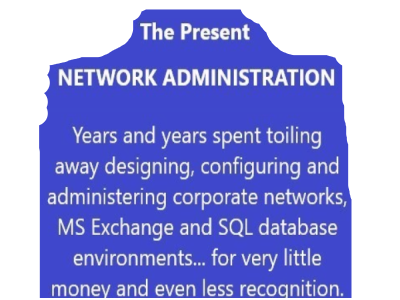 The Present
NETWORK ADMINISTRATION
Years and years spent toiling
away designing, configuring and
administering corporate networks,
MS Exchange and SQL database
environments... for very little
money and even less recognition.